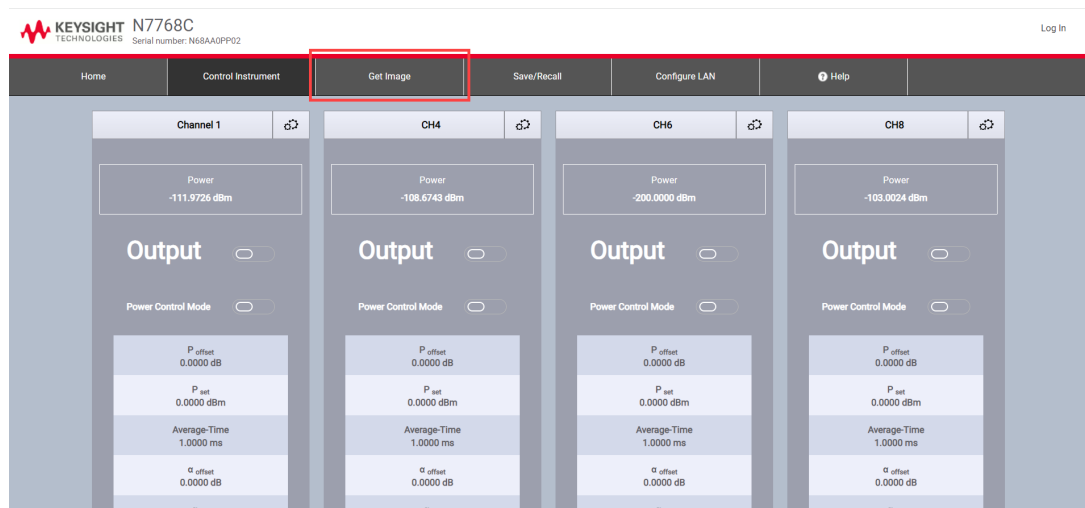 KEYSIGHT N7768C
TECHNOLOGIES Serial number: N68AA0PP02
Log In
Home Control Instrument Get Image Save/Recall Configure LAN ? Help
Channel 1 CH4 CH6 CH8
Power Power Power Power
-111.9726 dBm -108.6743 dBm -200.0000 dBm -103.0024 dBm
Output Output Output Output
Power Control Mode Power Control Mode Power Control Mode Power Control Mode
P offset P offset P offset P offset
0.0000 dB 0.0000 dB 0.0000 dB 0.0000 dB
P set P set P set P set
0.0000 dBm 0.0000 dBm 0.0000 dBm 0.0000 dBm
Average-Time Average-Time Average-Time Average-Time
1.0000 ms 1.0000 ms 1.0000 ms 1.0000 ms
α offset α offset α offset α offset
0.0000 dB 0.0000 dB 0.0000 dB 0.0000 dB